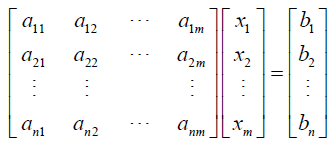 a₁₁ a₁₂ ⋯ a₁ₘ x₁ b₁
a₂₁ a₂₂ ⋯ a₂ₘ x₂ = b₂
⋮ ⋮ ⋮ ⋮ ⋮
aₙ₁ aₙ₂ ⋯ aₙₘ xₘ bₙ